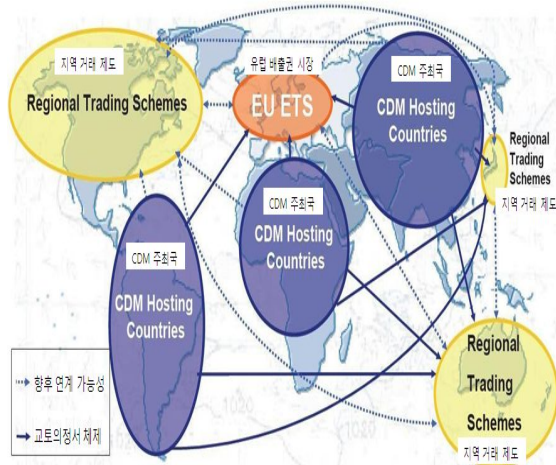 지역 거래 제도
Regional Trading Schemes
유럽 배출권 시장
EU ETS
CDM 주최국
CDM Hosting
Countries
Regional
Trading
Schemes
지역 거래 제도
CDM 주최국
CDM Hosting
Countries
CDM 주최국
CDM Hosting
Countries
Regional
Trading
Schemes
지역 거래 제도
향후 연계 가능성
교토의정서 체제
1020
1020